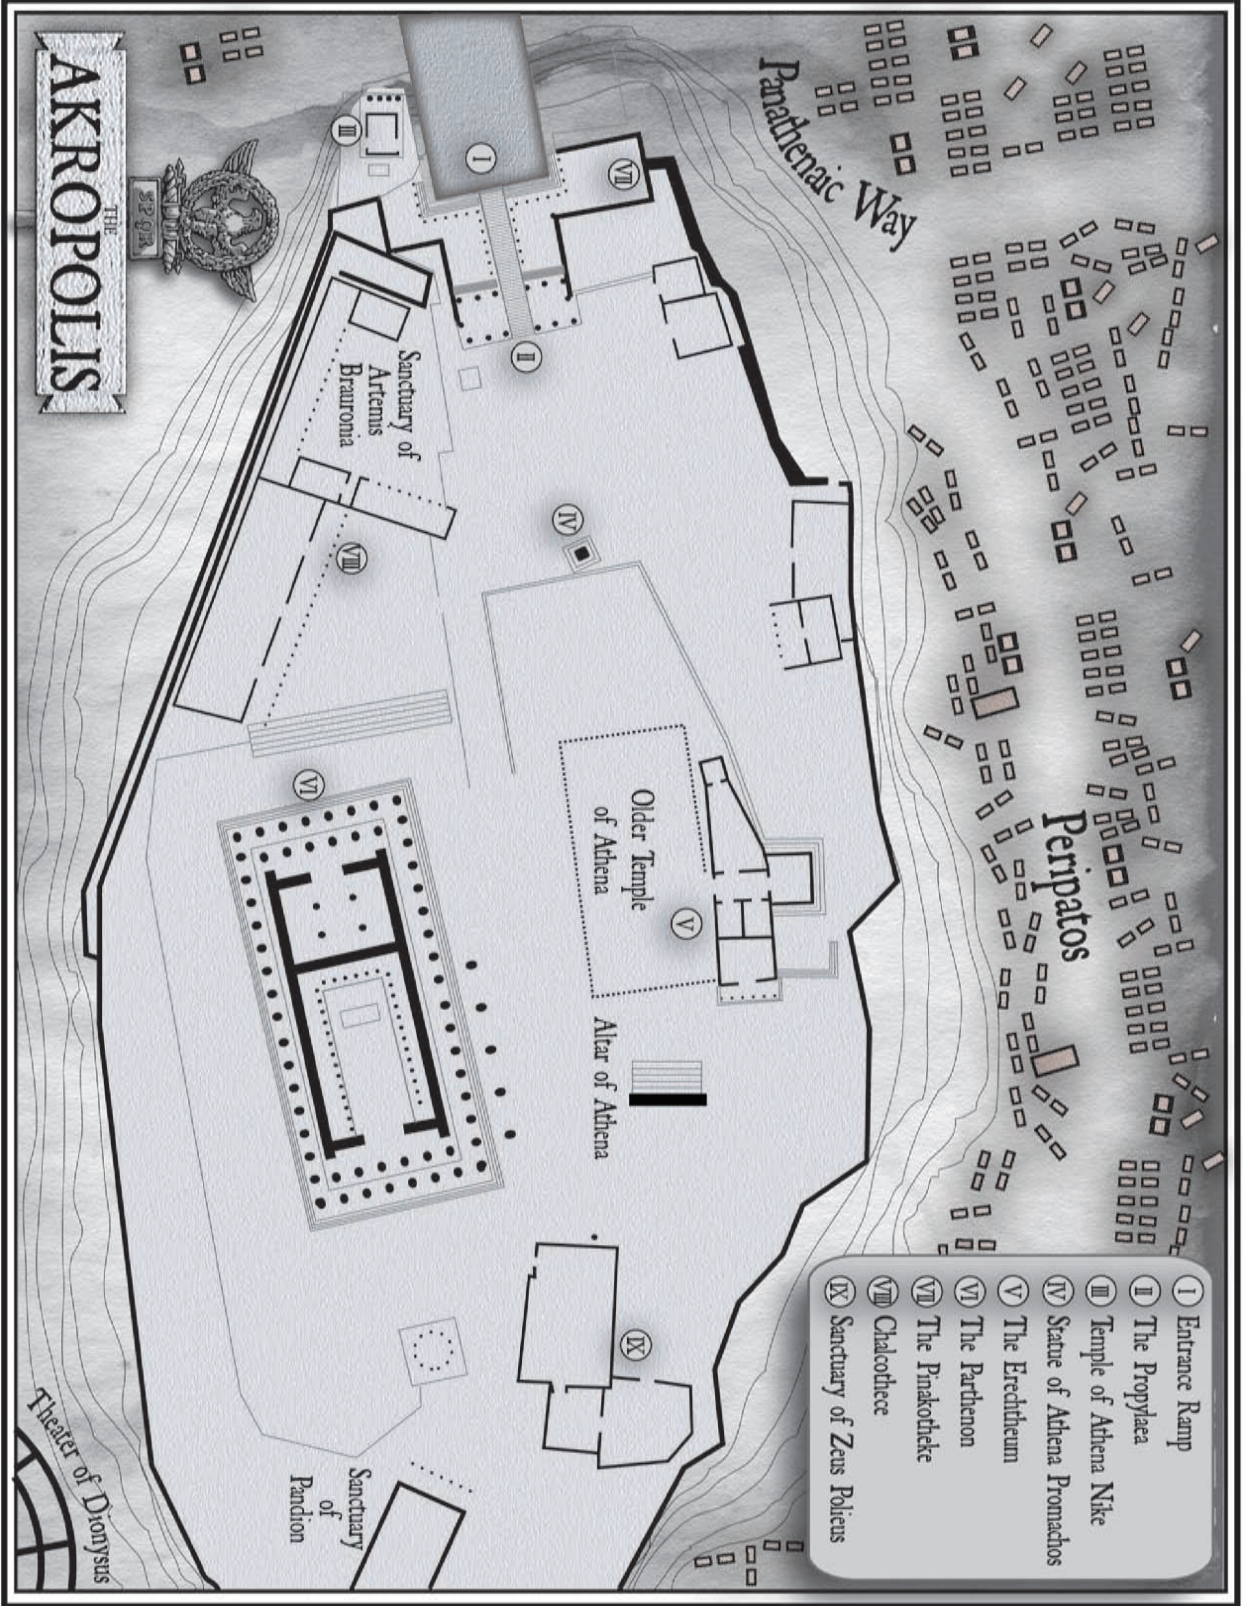 THE
AKROPOLIS
SPQR
Panathenaic Way
Peripatos
I
II
III
IV
V
VI
VII
VIII
IX
Sanctuary of
Artemis
Brauronia
Older Temple
of Athena
Altar of Athena
Sanctuary
of
Pandion
Theater of Dionysus
I Entrance Ramp
II The Propylaea
III Temple of Athena Nike
IV Statue of Athena Promachos
V The Erechtheum
VI The Parthenon
VII The Pinakotheke
VIII Chalcothece
IX Sanctuary of Zeus Polieus